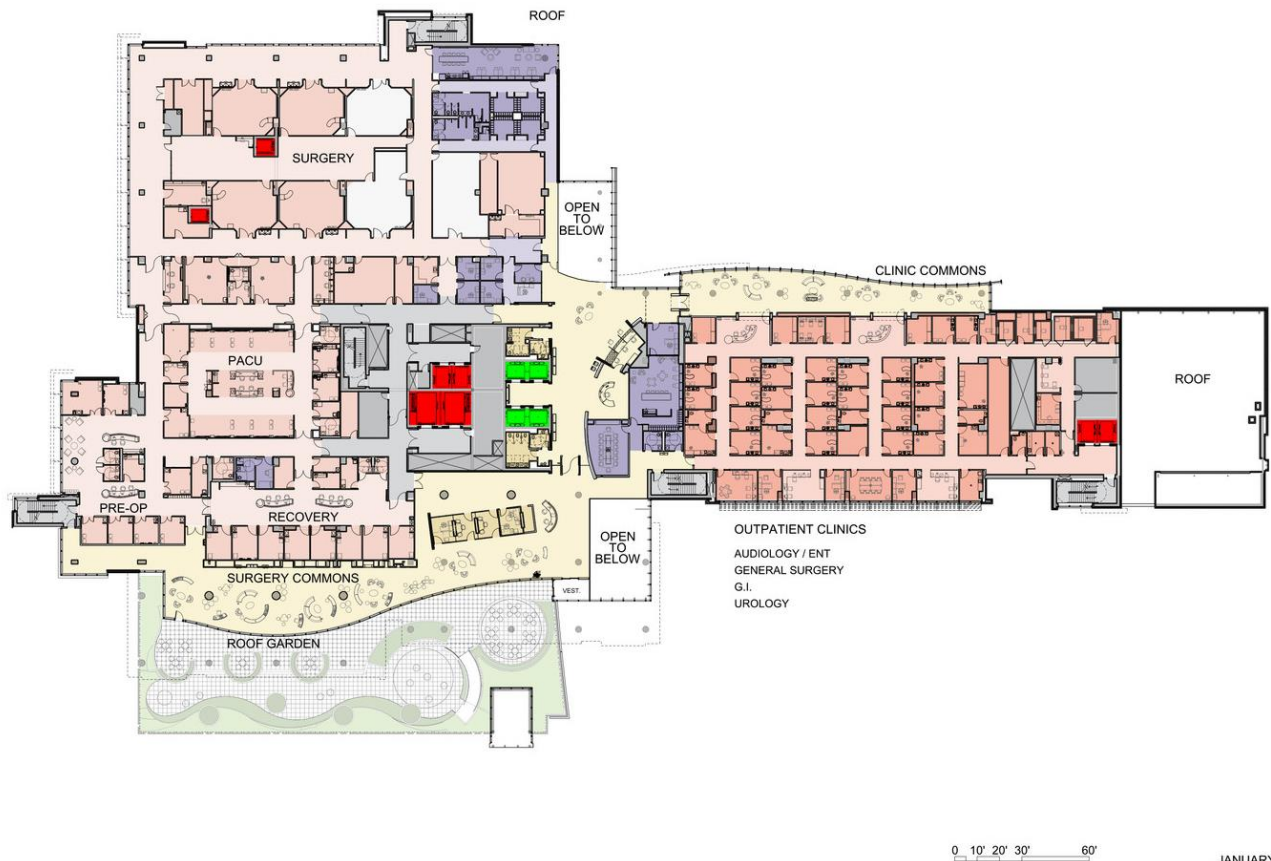 ROOF
SURGERY
OPEN
TO
BELOW
CLINIC COMMONS
PACU
ROOF
PRE-OP
RECOVERY
OPEN
TO
BELOW
OUTPATIENT CLINICS
AUDIOLOGY / ENT
GENERAL SURGERY
G.I.
UROLOGY
SURGERY COMMONS
VEST.
ROOF GARDEN
0 10' 20' 30' 60'